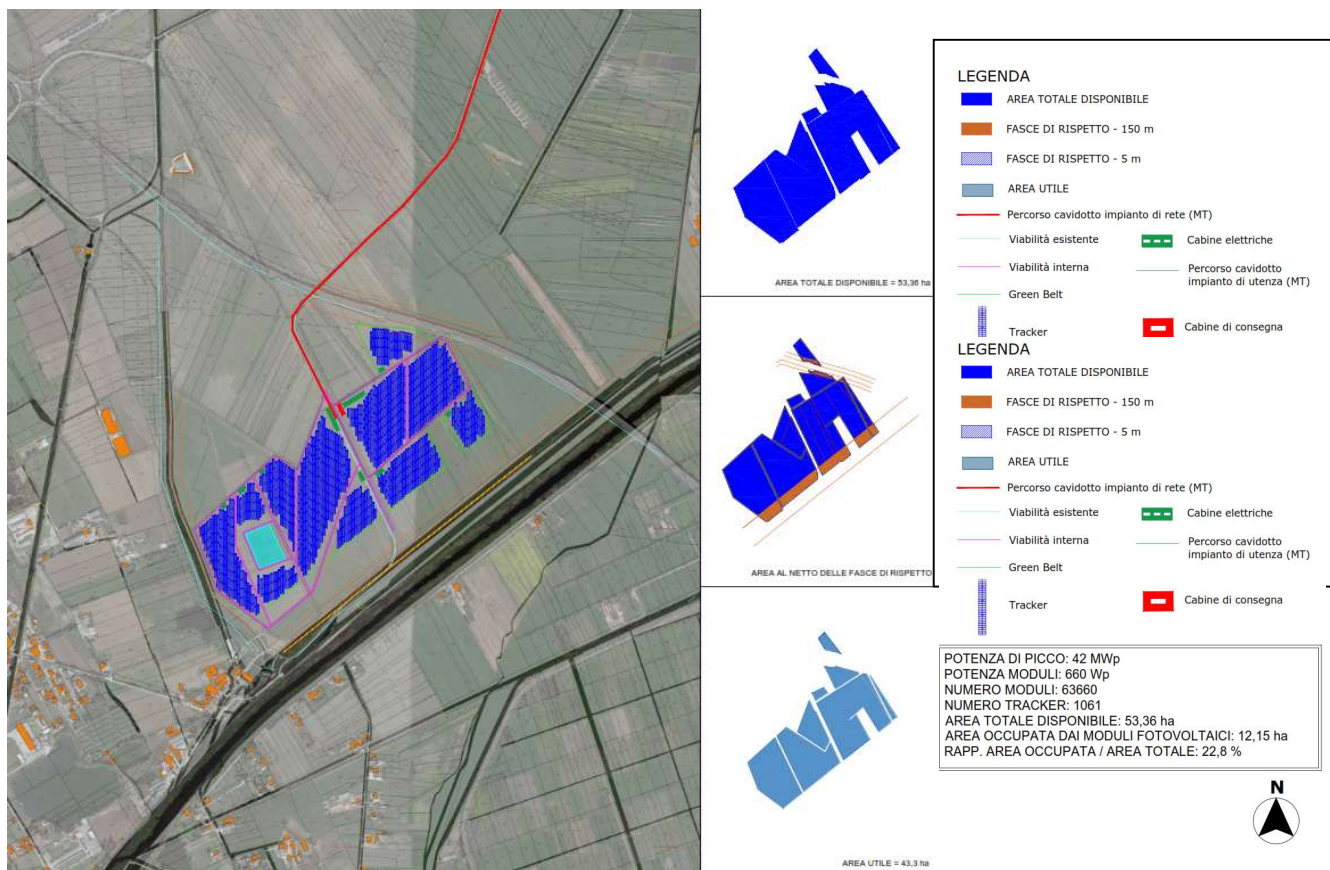 AREA TOTALE DISPONIBILE = 53,36 ha
AREA AL NETTO DELLE FASCE DI RISPETTO
AREA UTILE = 43,3 ha
LEGENDA
AREA TOTALE DISPONIBILE
FASCE DI RISPETTO - 150 m
FASCE DI RISPETTO - 5 m
AREA UTILE
Percorso cavidotto impianto di rete (MT)
Viabilità esistente
Cabine elettriche
Viabilità interna
Percorso cavidotto
impianto di utenza (MT)
Green Belt
Tracker
Cabine di consegna
LEGENDA
AREA TOTALE DISPONIBILE
FASCE DI RISPETTO - 150 m
FASCE DI RISPETTO - 5 m
AREA UTILE
Percorso cavidotto impianto di rete (MT)
Viabilità esistente
Cabine elettriche
Viabilità interna
Percorso cavidotto
impianto di utenza (MT)
Green Belt
Tracker
Cabine di consegna
POTENZA DI PICCO: 42 MWp
POTENZA MODULI: 660 Wp
NUMERO MODULI: 63660
NUMERO TRACKER: 1061
AREA TOTALE DISPONIBILE: 53,36 ha
AREA OCCUPATA DAI MODULI FOTOVOLTAICI: 12,15 ha
RAPP. AREA OCCUPATA / AREA TOTALE: 22,8 %
N